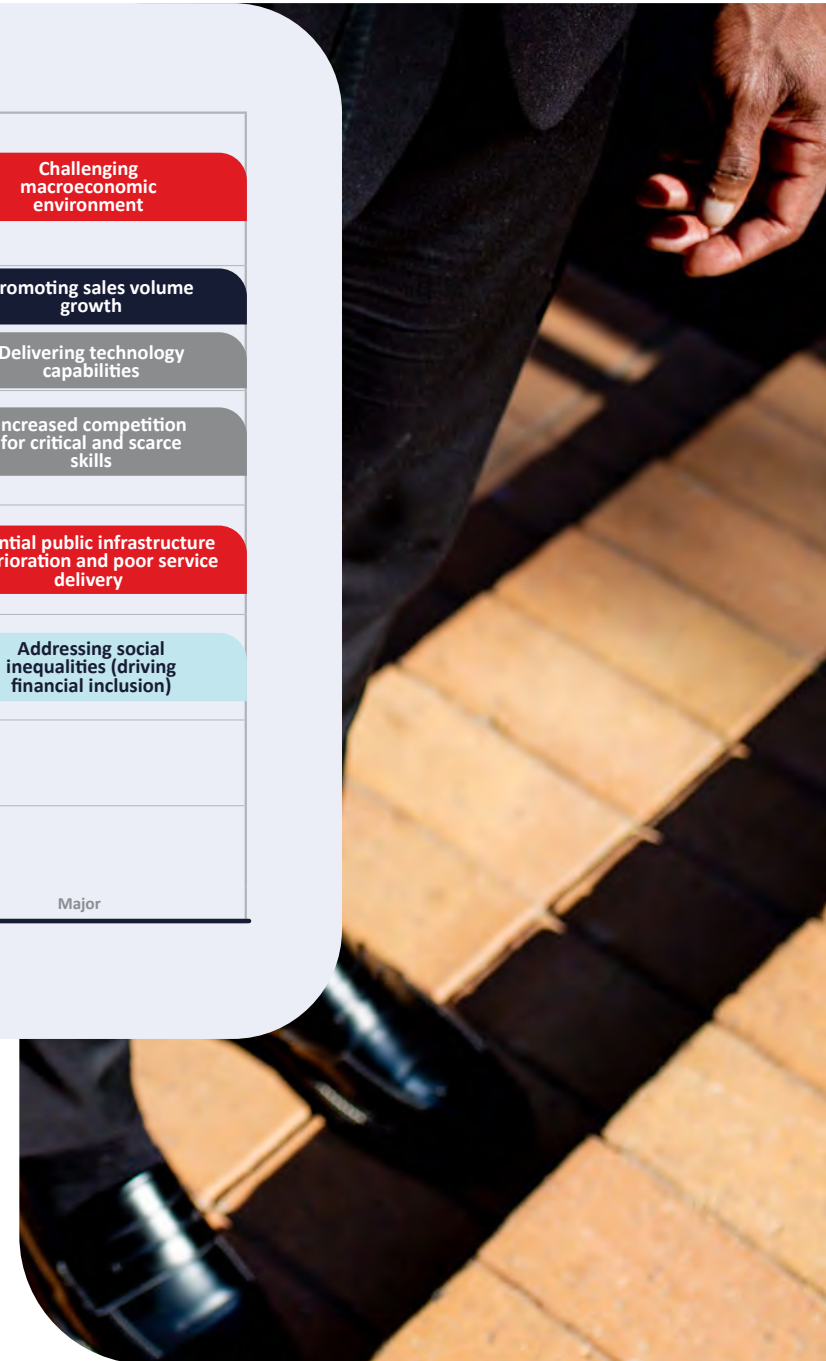 Challenging
macroeconomic
environment
romoting sales volume
growth
Delivering technology
capabilities
ncreased competition
for critical and scarce
skills
ntial public infrastructure
rioration and poor service
delivery
Addressing social
inequalities (driving
financial inclusion)
Major